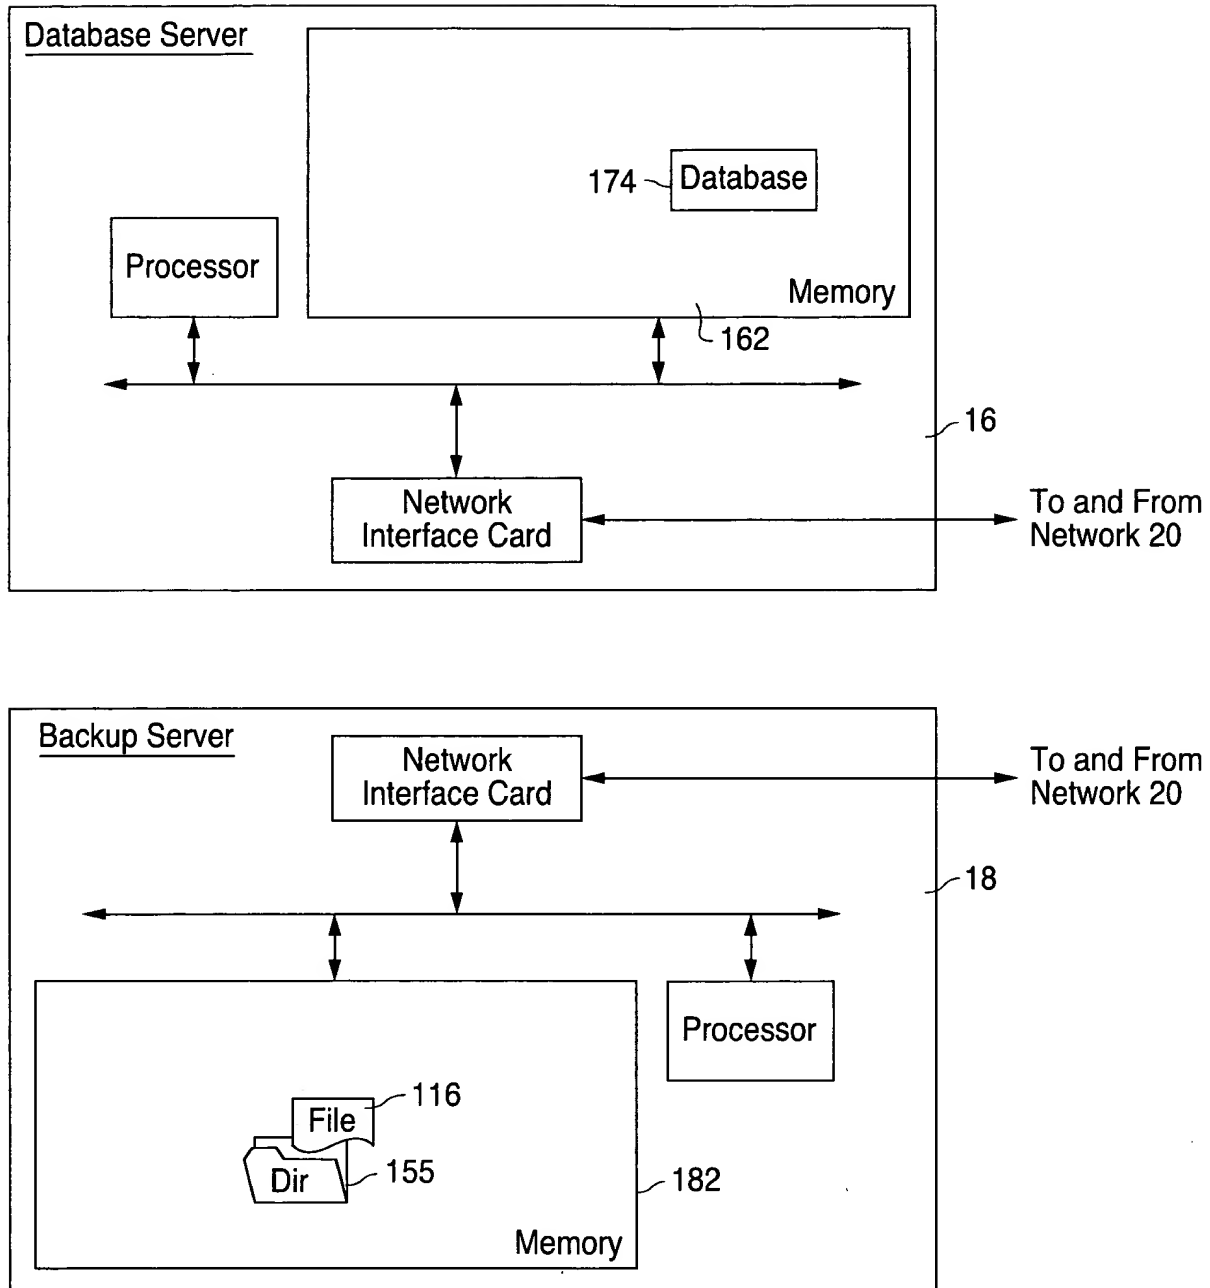 Database Server
174
Database
Processor
Memory
162
16
Network
Interface Card
To and From
Network 20
Backup Server
Network
Interface Card
To and From
Network 20
18
Processor
116
File
Dir
155
182
Memory